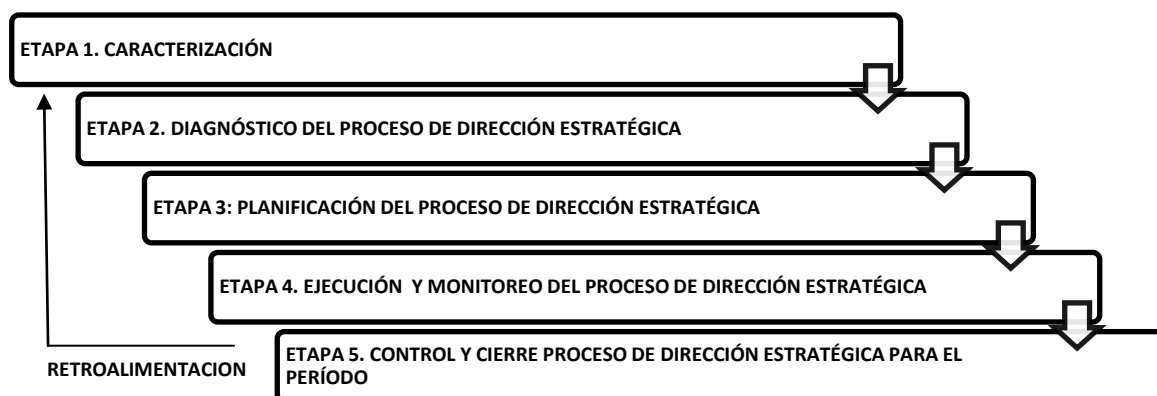 ETAPA 1. CARACTERIZACIÓN
ETAPA 2. DIAGNÓSTICO DEL PROCESO DE DIRECCIÓN ESTRATÉGICA
ETAPA 3: PLANIFICACIÓN DEL PROCESO DE DIRECCIÓN ESTRATÉGICA
ETAPA 4. EJECUCIÓN Y MONITOREO DEL PROCESO DE DIRECCIÓN ESTRATÉGICA
ETAPA 5. CONTROL Y CIERRE PROCESO DE DIRECCIÓN ESTRATÉGICA PARA EL
PERÍODO
RETROALIMENTACION